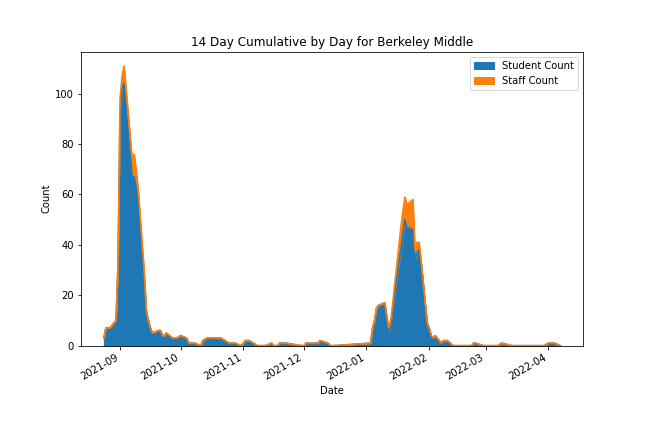 14 Day Cumulative by Day for Berkeley Middle
Student Count
Staff Count
100
80
60
40
20
0
Count
2021-09
2021-10
2021-11
2021-12
2022-01
2022-02
2022-03
2022-04
Date